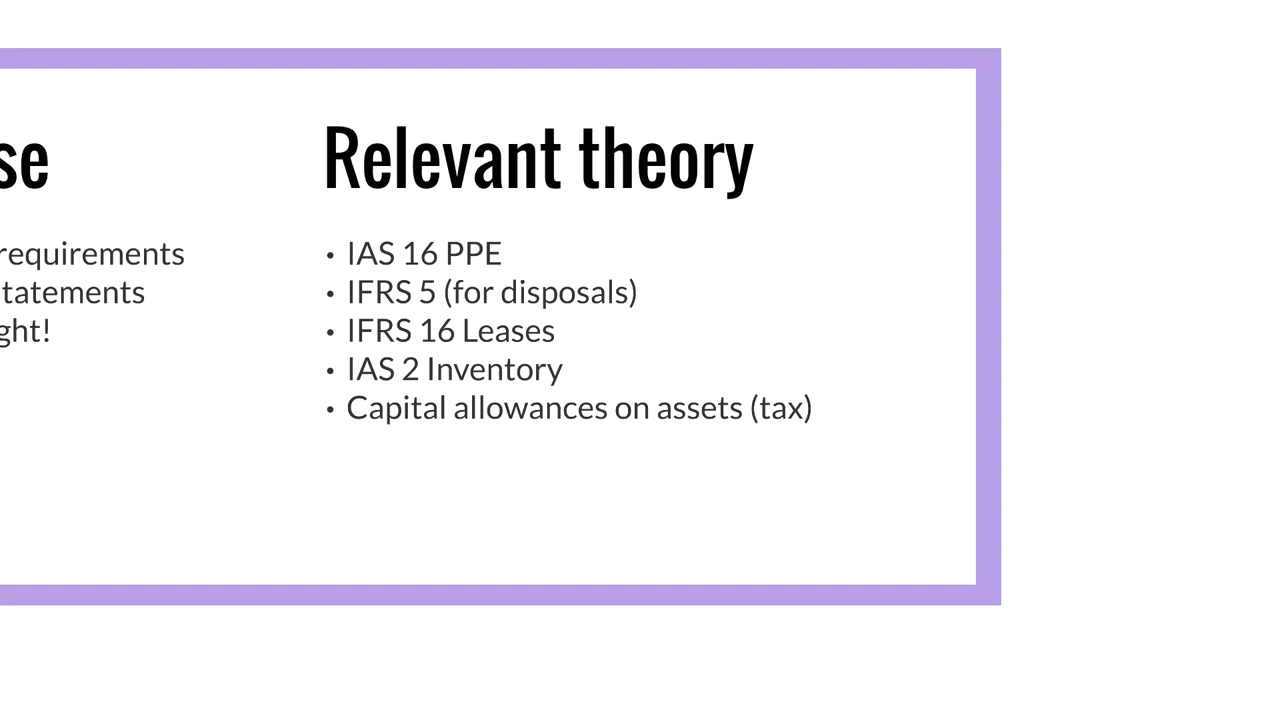 se
requirements
tatements
ght!
Relevant theory
• IAS 16 PPE
• IFRS 5 (for disposals)
• IFRS 16 Leases
• IAS 2 Inventory
• Capital allowances on assets (tax)